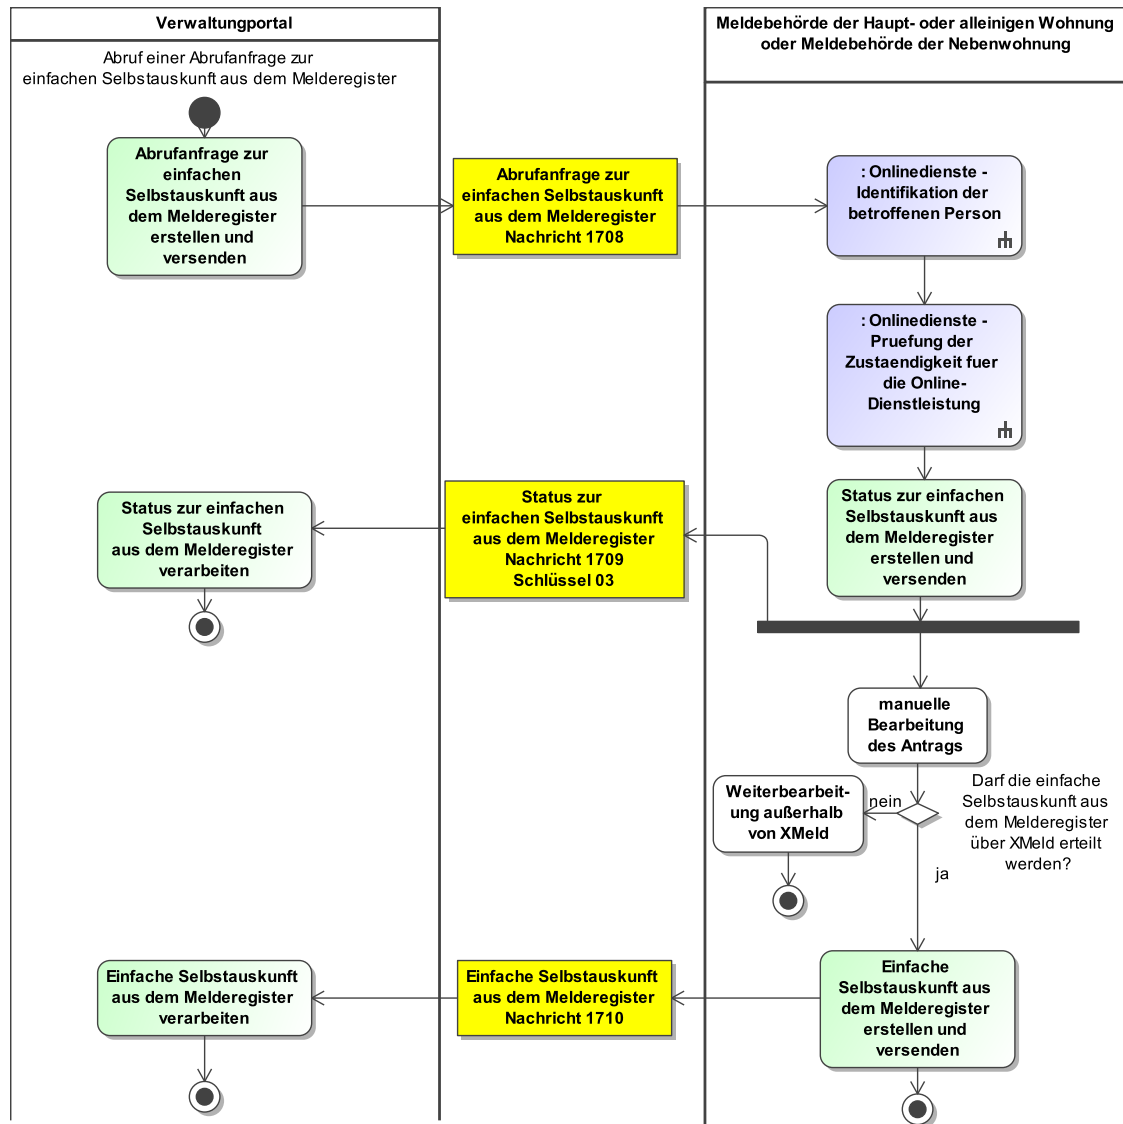 Verwaltungportal
Meldebehörde der Haupt- oder alleinigen Wohnung
oder Meldebehörde der Nebenwohnung
Abruf einer Abrufanfrage zur
einfachen Selbstauskunft aus dem Melderegister
Abrufanfrage zur
einfachen
Selbstauskunft aus
dem Melderegister
erstellen und
versenden
Abrufanfrage zur
einfachen Selbstauskunft
aus dem Melderegister
Nachricht 1708
: Onlinedienste -
Identifikation der
betroffenen Person
: Onlinedienste -
Pruefung der
Zustaendigkeit fuer
die Online-
Dienstleistung
Status zur einfachen
Selbstauskunft aus
dem Melderegister
erstellen und
versenden
Status zur
einfachen Selbstauskunft
aus dem Melderegister
Nachricht 1709
Schlüssel 03
Status zur einfachen
Selbstauskunft
aus dem Melderegister
verarbeiten
manuelle
Bearbeitung
des Antrags
Darf die einfache
Selbstauskunft aus
dem Melderegister
über XMeld erteilt
werden?
nein
Weiterbearbeit-
ung außerhalb
von XMeld
ja
Einfache
Selbstauskunft aus
dem Melderegister
erstellen und
versenden
Einfache Selbstauskunft
aus dem Melderegister
Nachricht 1710
Einfache Selbstauskunft
aus dem Melderegister
verarbeiten